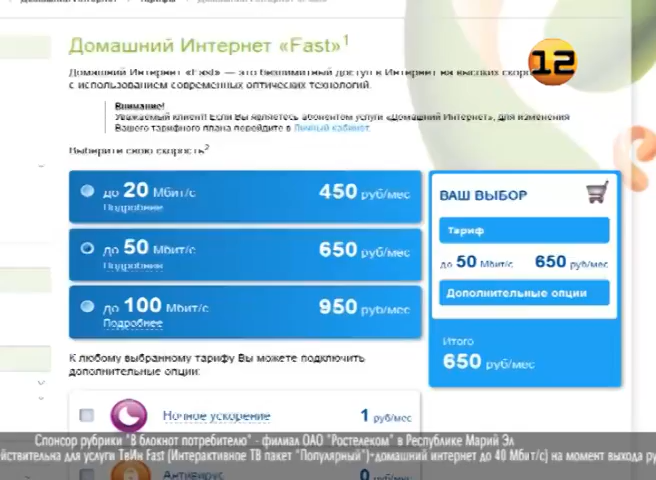 Домашний Интернет «Fast»¹
12
Домашний Интернет «Fast» — это безлимитный доступ в Интернет на высоких
с использованием современных оптических технологий.
Внимание!
Уважаемый клиент! Если Вы являетесь абонентом услуги «Домашний Интернет», для изменения
Вашего тарифного плана перейдите в Личный кабинет.
Выберите свою скорость²
до 20 Мбит/с 450 руб/мес
Подробнее
до 50 Мбит/с 650 руб/мес
Подробнее
до 100 Мбит/с 950 руб/мес
Подробнее
ВАШ ВЫБОР
Тариф
до 50 Мбит/с 650 руб/мес
Дополнительные опции
Итого
650 руб/мес
К любому выбранному тарифу Вы можете подключить
дополнительные опции:
Ночное ускорение 1 руб/мес
Антивирус
Спонсор рубрики "В блокнот потребителю" - филиал ОАО "Ростелеком" в Республике Марий Эл
йствительна для услуги ТвИн Fast (Интерактивное ТВ пакет "Популярный")+домашний интернет до 40 Мбит/с) на момент выхода ру